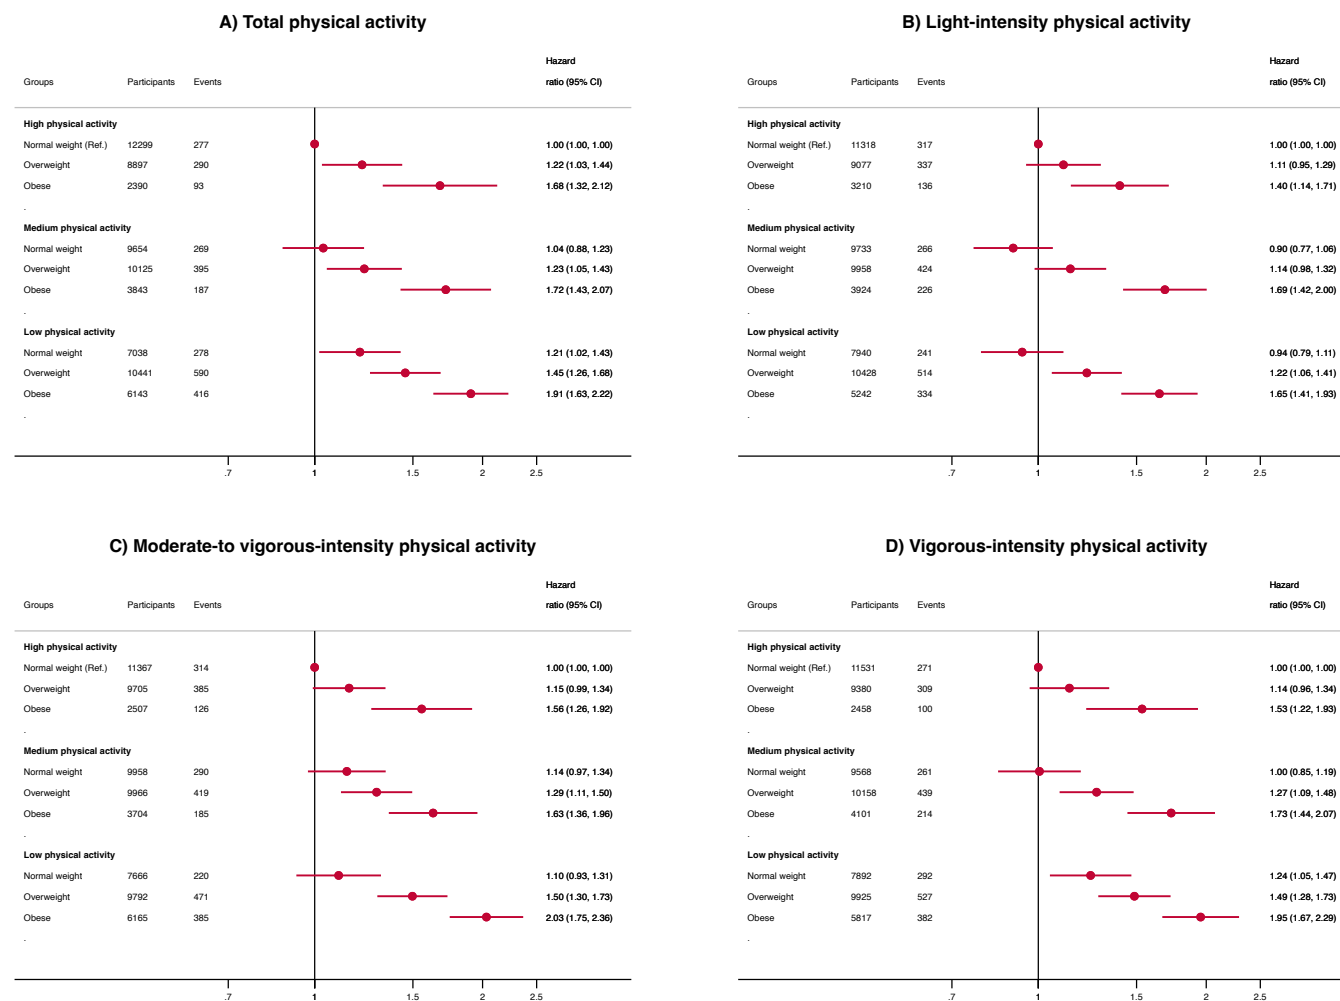 A) Total physical activity
Hazard
Groups Participants Events ratio (95% CI)
High physical activity
Normal weight (Ref.) 12299 277 1.00 (1.00, 1.00)
Overweight 8897 290 1.22 (1.03, 1.44)
Obese 2390 93 1.68 (1.32, 2.12)
.
Medium physical activity
Normal weight 9654 269 1.04 (0.88, 1.23)
Overweight 10125 395 1.23 (1.05, 1.43)
Obese 3843 187 1.72 (1.43, 2.07)
.
Low physical activity
Normal weight 7038 278 1.21 (1.02, 1.43)
Overweight 10441 590 1.45 (1.26, 1.68)
Obese 6143 416 1.91 (1.63, 2.22)
.
.7 1 1.5 2 2.5
B) Light-intensity physical activity
Hazard
Groups Participants Events ratio (95% CI)
High physical activity
Normal weight (Ref.) 11318 317 1.00 (1.00, 1.00)
Overweight 9077 337 1.11 (0.95, 1.29)
Obese 3210 136 1.40 (1.14, 1.71)
.
Medium physical activity
Normal weight 9733 266 0.90 (0.77, 1.06)
Overweight 9958 424 1.14 (0.98, 1.32)
Obese 3924 226 1.69 (1.42, 2.00)
.
Low physical activity
Normal weight 7940 241 0.94 (0.79, 1.11)
Overweight 10428 514 1.22 (1.06, 1.41)
Obese 5242 334 1.65 (1.41, 1.93)
.
.7 1 1.5 2 2.5
C) Moderate-to vigorous-intensity physical activity
Hazard
Groups Participants Events ratio (95% CI)
High physical activity
Normal weight (Ref.) 11367 314 1.00 (1.00, 1.00)
Overweight 9705 385 1.15 (0.99, 1.34)
Obese 2507 126 1.56 (1.26, 1.92)
.
Medium physical activity
Normal weight 9958 290 1.14 (0.97, 1.34)
Overweight 9966 419 1.29 (1.11, 1.50)
Obese 3704 185 1.63 (1.36, 1.96)
.
Low physical activity
Normal weight 7666 220 1.10 (0.93, 1.31)
Overweight 9792 471 1.50 (1.30, 1.73)
Obese 6165 385 2.03 (1.75, 2.36)
.
.7 1 1.5 2 2.5
D) Vigorous-intensity physical activity
Hazard
Groups Participants Events ratio (95% CI)
High physical activity
Normal weight (Ref.) 11531 271 1.00 (1.00, 1.00)
Overweight 9380 309 1.14 (0.96, 1.34)
Obese 2458 100 1.53 (1.22, 1.93)
.
Medium physical activity
Normal weight 9568 261 1.00 (0.85, 1.19)
Overweight 10158 439 1.27 (1.09, 1.48)
Obese 4101 214 1.73 (1.44, 2.07)
.
Low physical activity
Normal weight 7892 292 1.24 (1.05, 1.47)
Overweight 9925 527 1.49 (1.28, 1.73)
Obese 5817 382 1.95 (1.67, 2.29)
.
.7 1 1.5 2 2.5